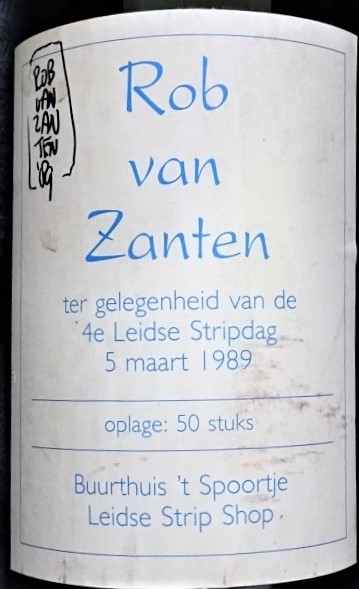 ROB
VAN
ZAN
TEN
'89
Rob
van
Zanten
ter gelegenheid van de
4e Leidse Stripdag
5 maart 1989
oplage: 50 stuks
Buurthuis 't Spoortje
Leidse Strip Shop